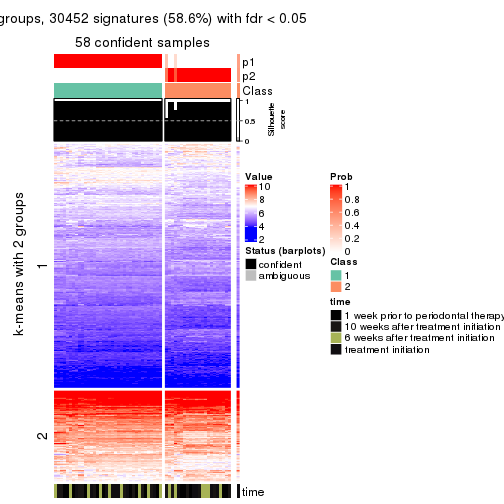 groups, 30452 signatures (58.6%) with fdr < 0.05
58 confident samples
p1
p2
Class
1
0.5
0
Silhouette
score
k-means with 2 groups
1
2
time
Value
10
8
6
4
2
Status (barplots)
confident
ambiguous
Prob
1
0.8
0.6
0.4
0.2
0
Class
1
2
time
1 week prior to periodontal therapy
10 weeks after treatment initiation
6 weeks after treatment initiation
treatment initiation